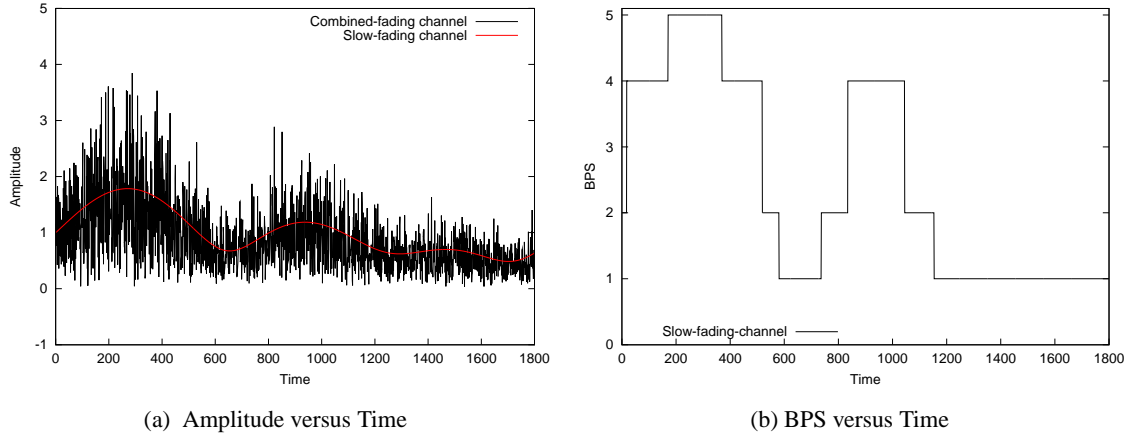 5
4
3
2
1
0
-1
Amplitude
Combined-fading channel
Slow-fading channel
0 200 400 600 800 1000 1200 1400 1600 1800
Time
(a) Amplitude versus Time
5
4
3
2
1
0
BPS
Slow-fading-channel
0 200 400 600 800 1000 1200 1400 1600 1800
Time
(b) BPS versus Time